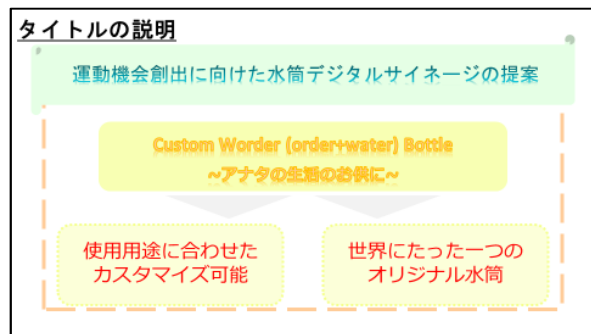 タイトルの説明
運動機会創出に向けた水筒デジタルサイネージの提案
Custom Worder (order+water) Bottle
~アナタの生活のお供に~
使用用途に合わせた
カスタマイズ可能
世界にたった一つの
オリジナル水筒